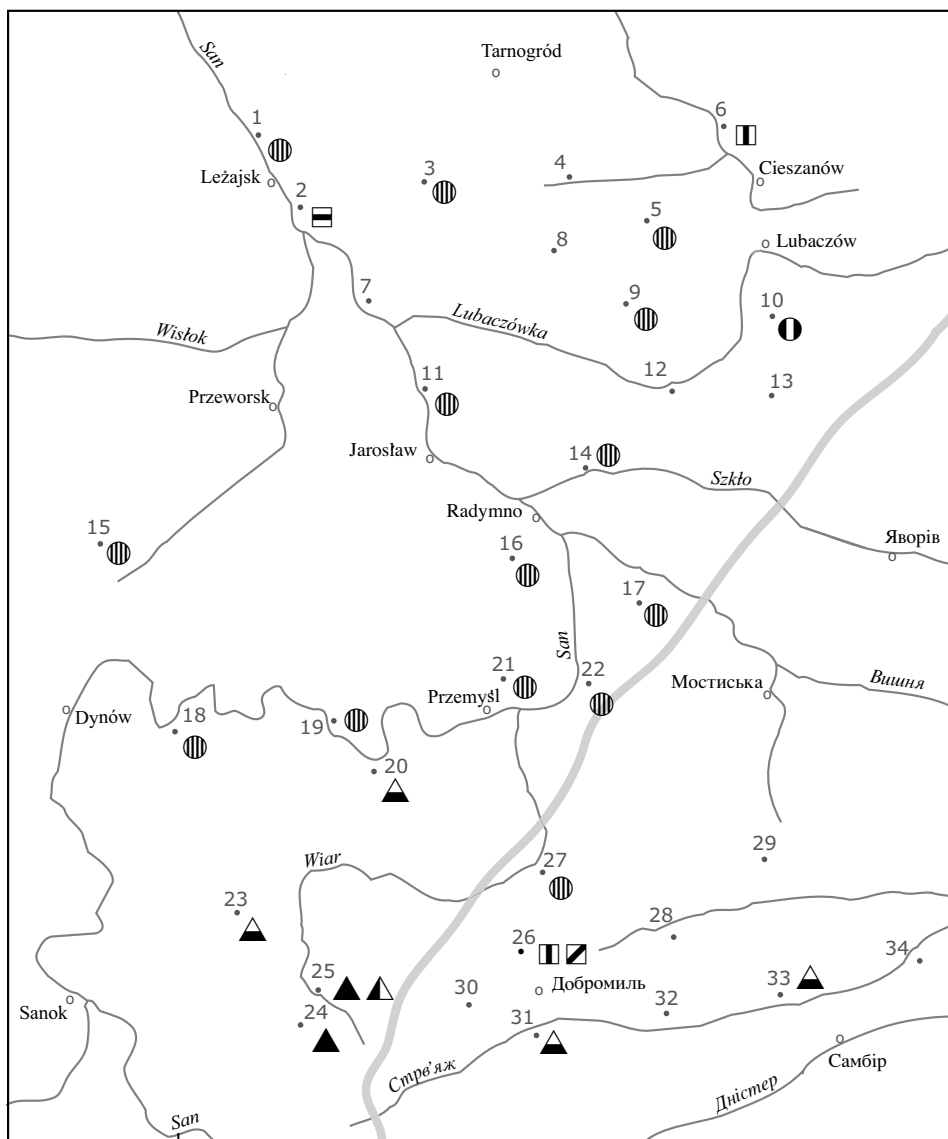 San
Tarnogród
1
6
3
4
Cieszanów
Leżajsk
2
5
8
Lubaczów
7
9
10
Lubaczówka
Wisłok
11
12
13
Przeworsk
Jarosław
14
Szkło
Radymno
15
16
Яворів
17
San
21
22
Мостиська
Вишня
Przemyśl
Dynów
18
19
20
Wiar
27
29
23
28
26
34
25
33
Добромиль
Sanok
24
30
32
31
Стрв'яж
Самбір
Дністер
San